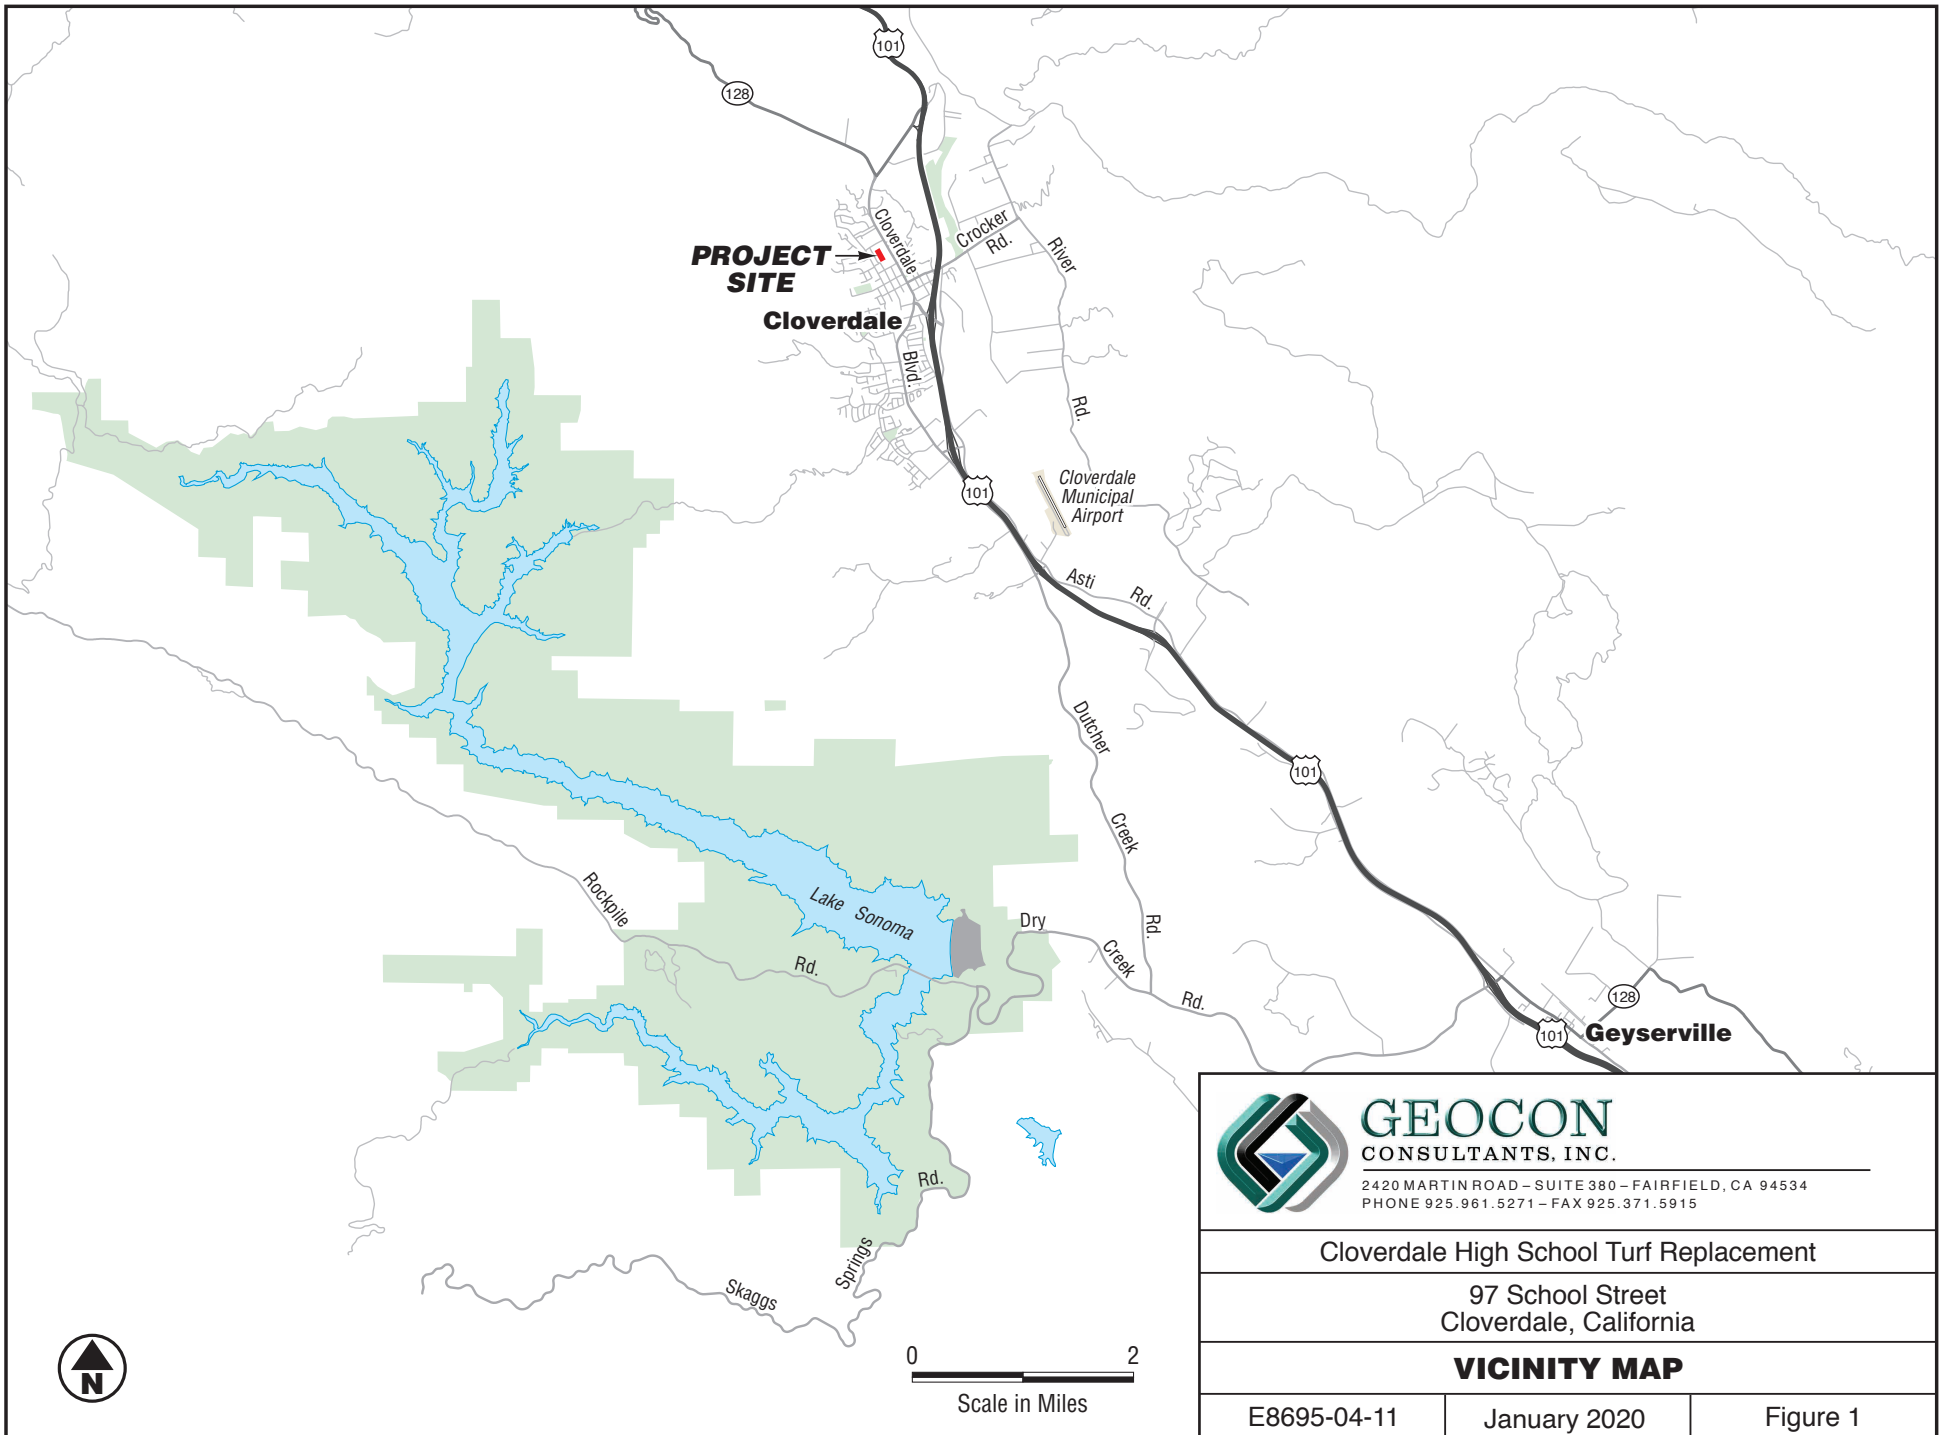 101
128
Cloverdale
Crocker
Rd.
River
PROJECT
SITE
Cloverdale
Blvd.
Rd.
101
Cloverdale
Municipal
Airport
Asti
Rd.
Dutcher
101
Creek
Rockpile
Lake Sonoma
Dry
Rd.
Creek
Rd.
Rd.
128
101
Geyserville
Rd.
Springs
Skaggs
N
0
2
Scale in Miles
GEOCON
CONSULTANTS, INC.
2420 MARTIN ROAD – SUITE 380 – FAIRFIELD, CA 94534
PHONE 925.961.5271 – FAX 925.371.5915
Cloverdale High School Turf Replacement
97 School Street
Cloverdale, California
VICINITY MAP
E8695-04-11
January 2020
Figure 1